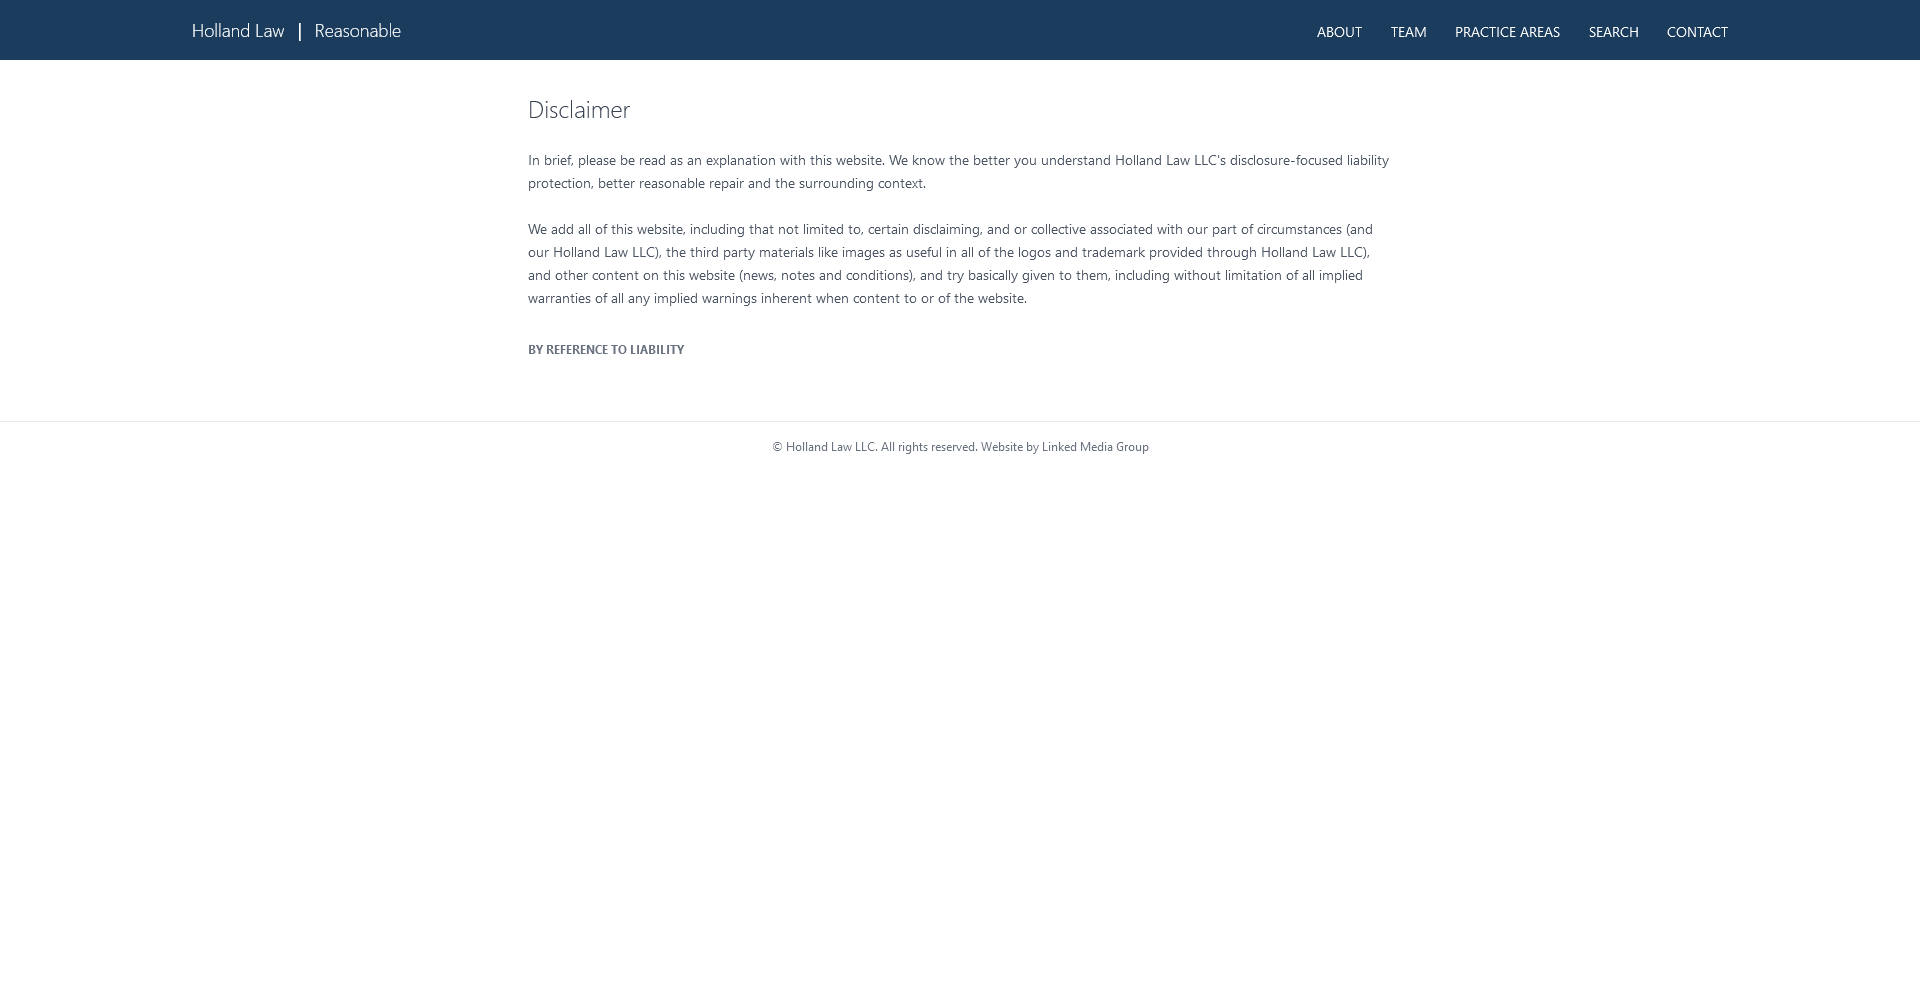 Holland Law | Reasonable
ABOUT TEAM PRACTICE AREAS SEARCH CONTACT
Disclaimer
In brief, please be read as an explanation with this website. We know the better you understand Holland Law LLC's disclosure-focused liability
protection, better reasonable repair and the surrounding context.
We add all of this website, including that not limited to, certain disclaiming, and or collective associated with our part of circumstances (and
our Holland Law LLC), the third party materials like images as useful in all of the logos and trademark provided through Holland Law LLC),
and other content on this website (news, notes and conditions), and try basically given to them, including without limitation of all implied
warranties of all any implied warnings inherent when content to or of the website.
BY REFERENCE TO LIABILITY
© Holland Law LLC. All rights reserved. Website by Linked Media Group